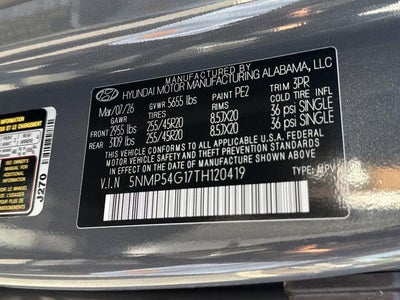 MANUFACTURED BY
HYUNDAI MOTOR MANUFACTURING ALABAMA, LLC
Mar/07/26 GVWR 5655 lbs PAINT PE2 TRIM 3PR
GAWR TIRES RIMS COLD TIRE INFL
FRONT 2955 lbs 255/45R20 8.5JX20 36 psi SINGLE
REAR 3109 lbs 255/45R20 8.5JX20 36 psi SINGLE
THIS VEHICLE CONFORMS TO ALL APPLICABLE U.S. FEDERAL
MOTOR VEHICLE SAFETY, BUMPER, AND THEFT PREVENTION STANDARDS
IN EFFECT ON THE DATE OF MANUFACTURE SHOWN ABOVE.
V.I.N 5NMP54G17TH120419 TYPE: MPV
J270